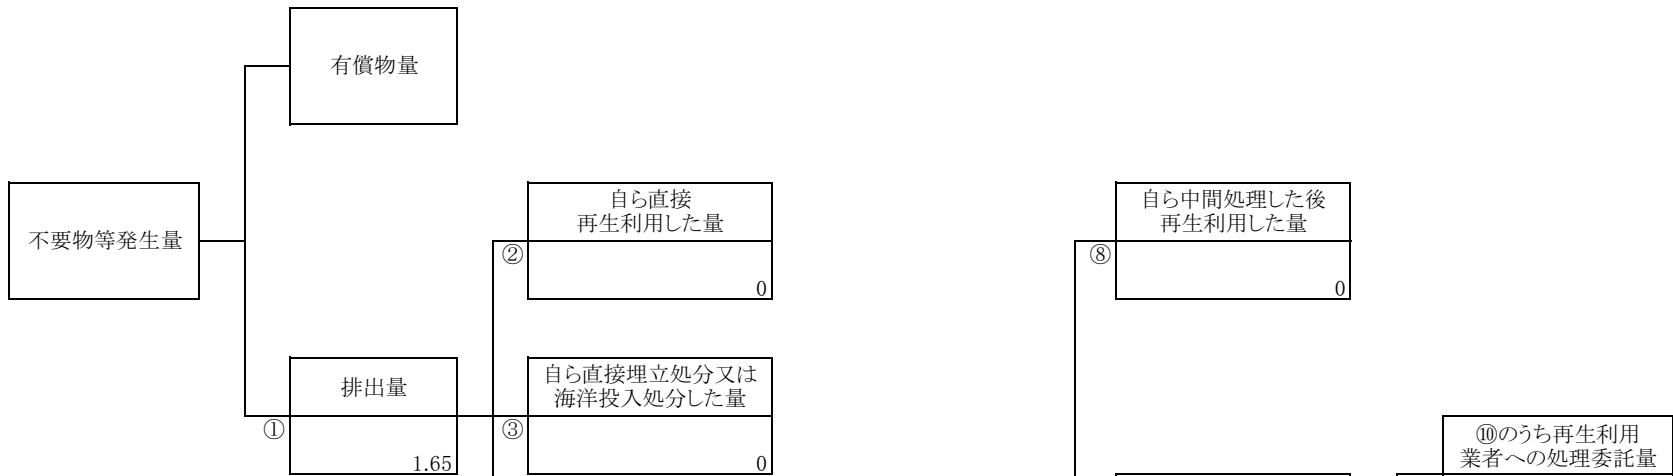 有償物量
不要物等発生量
自ら直接
再生利用した量
②
0
自ら中間処理した後
再生利用した量
⑧
0
排出量
①
1.65
自ら直接埋立処分又は
海洋投入処分した量
③
0
⑩のうち再生利用
業者への処理委託量